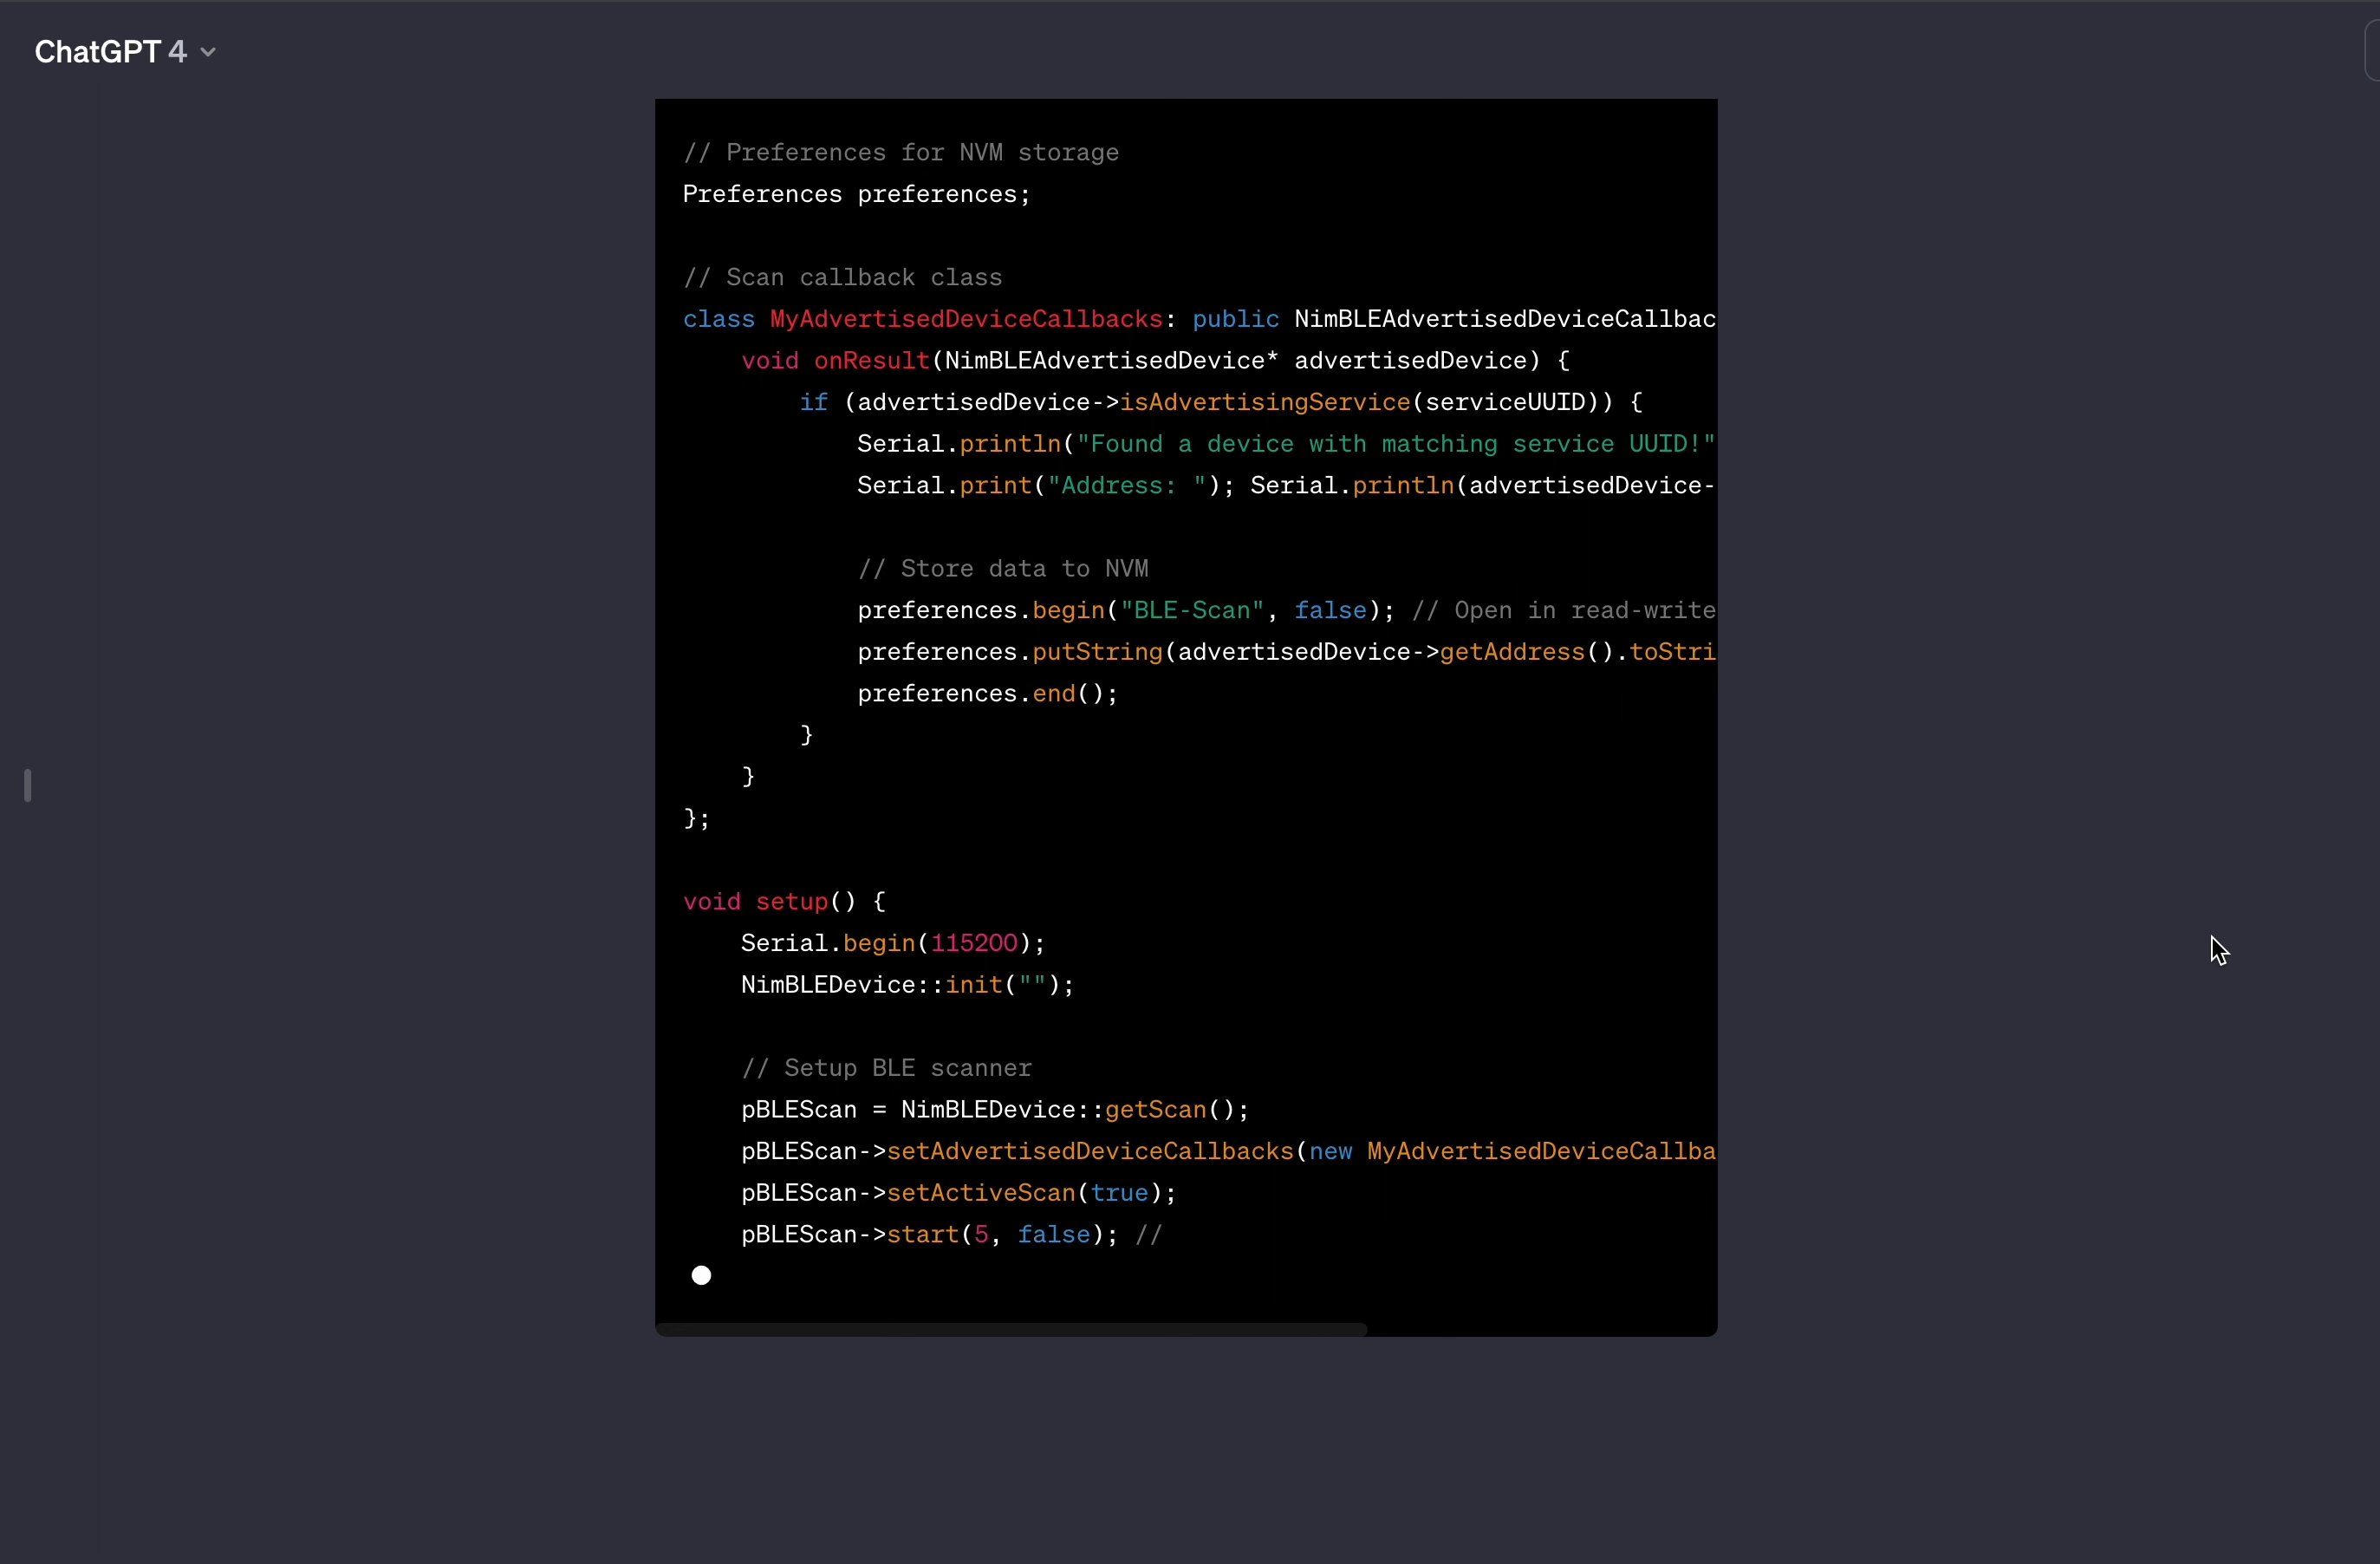 ChatGPT 4
// Preferences for NVM storage
Preferences preferences;
// Scan callback class
class MyAdvertisedDeviceCallbacks: public NimBLEAdvertisedDeviceCallbac
void onResult(NimBLEAdvertisedDevice* advertisedDevice) {
if (advertisedDevice->isAdvertisingService(serviceUUID)) {
Serial.println("Found a device with matching service UUID!"
Serial.print("Address: "); Serial.println(advertisedDevice-
// Store data to NVM
preferences.begin("BLE-Scan", false); // Open in read-write
preferences.putString(advertisedDevice->getAddress().toStri
preferences.end();
}
}
};
void setup() {
Serial.begin(115200);
NimBLEDevice::init("");
// Setup BLE scanner
pBLEScan = NimBLEDevice::getScan();
pBLEScan->setAdvertisedDeviceCallbacks(new MyAdvertisedDeviceCallba
pBLEScan->setActiveScan(true);
pBLEScan->start(5, false); //